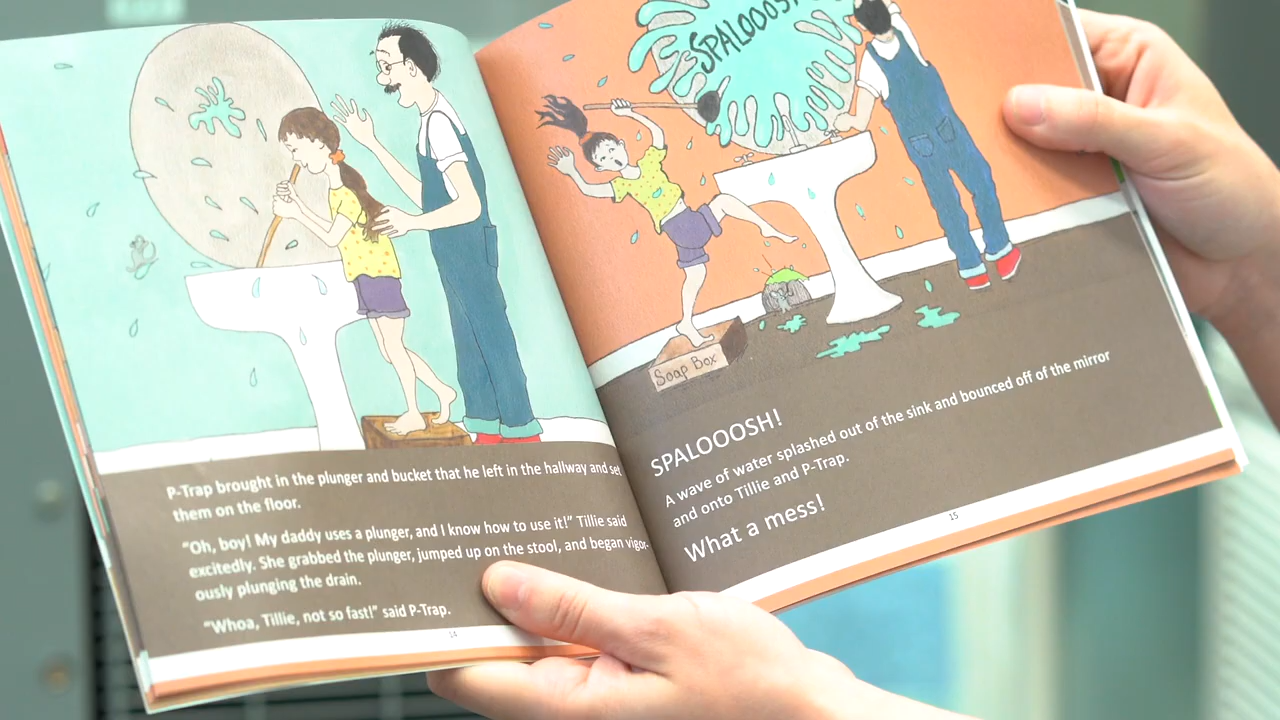 P-Trap brought in the plunger and bucket that he left in the hallway and set
them on the floor.
"Oh, boy! My daddy uses a plunger, and I know how to use it!" Tillie said
excitedly. She grabbed the plunger, jumped up on the stool, and began vigor-
ously plunging the drain.
"Whoa, Tillie, not so fast!" said P-Trap.
14
SPALOOOSH
Soap Box
SPALOOOSH!
A wave of water splashed out of the sink and bounced off of the mirror
and onto Tillie and P-Trap.
What a mess!
15